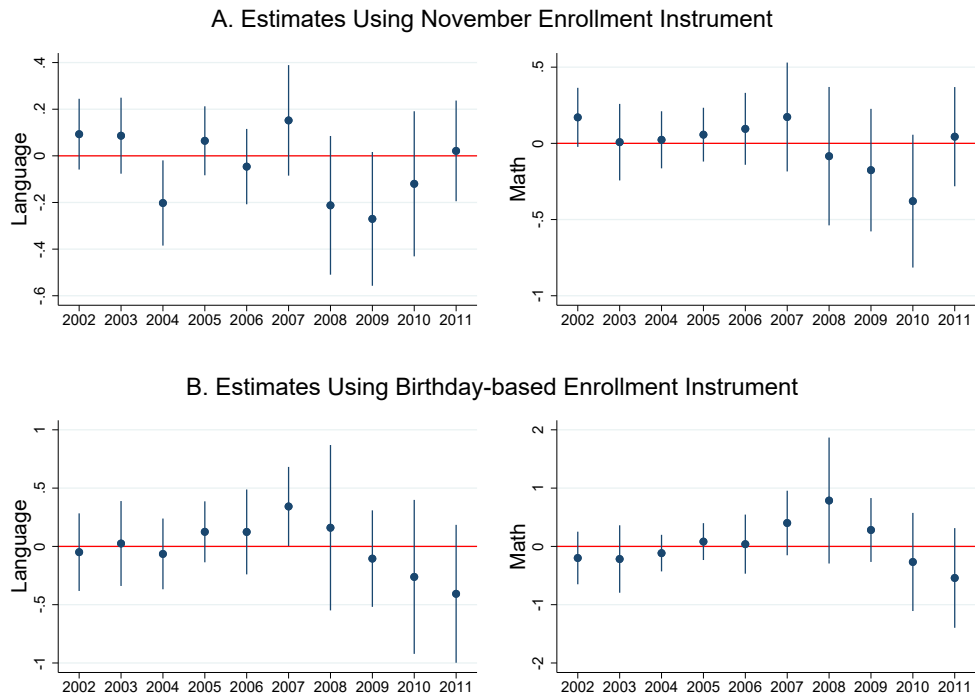 A. Estimates Using November Enrollment Instrument
Language
.4
.2
0
-.2
-.4
-.6
2002 2003 2004 2005 2006 2007 2008 2009 2010 2011
Math
.5
0
-.5
-1
2002 2003 2004 2005 2006 2007 2008 2009 2010 2011
B. Estimates Using Birthday-based Enrollment Instrument
Language
1
.5
0
-.5
-1
2002 2003 2004 2005 2006 2007 2008 2009 2010 2011
Math
2
1
0
-1
-2
2002 2003 2004 2005 2006 2007 2008 2009 2010 2011